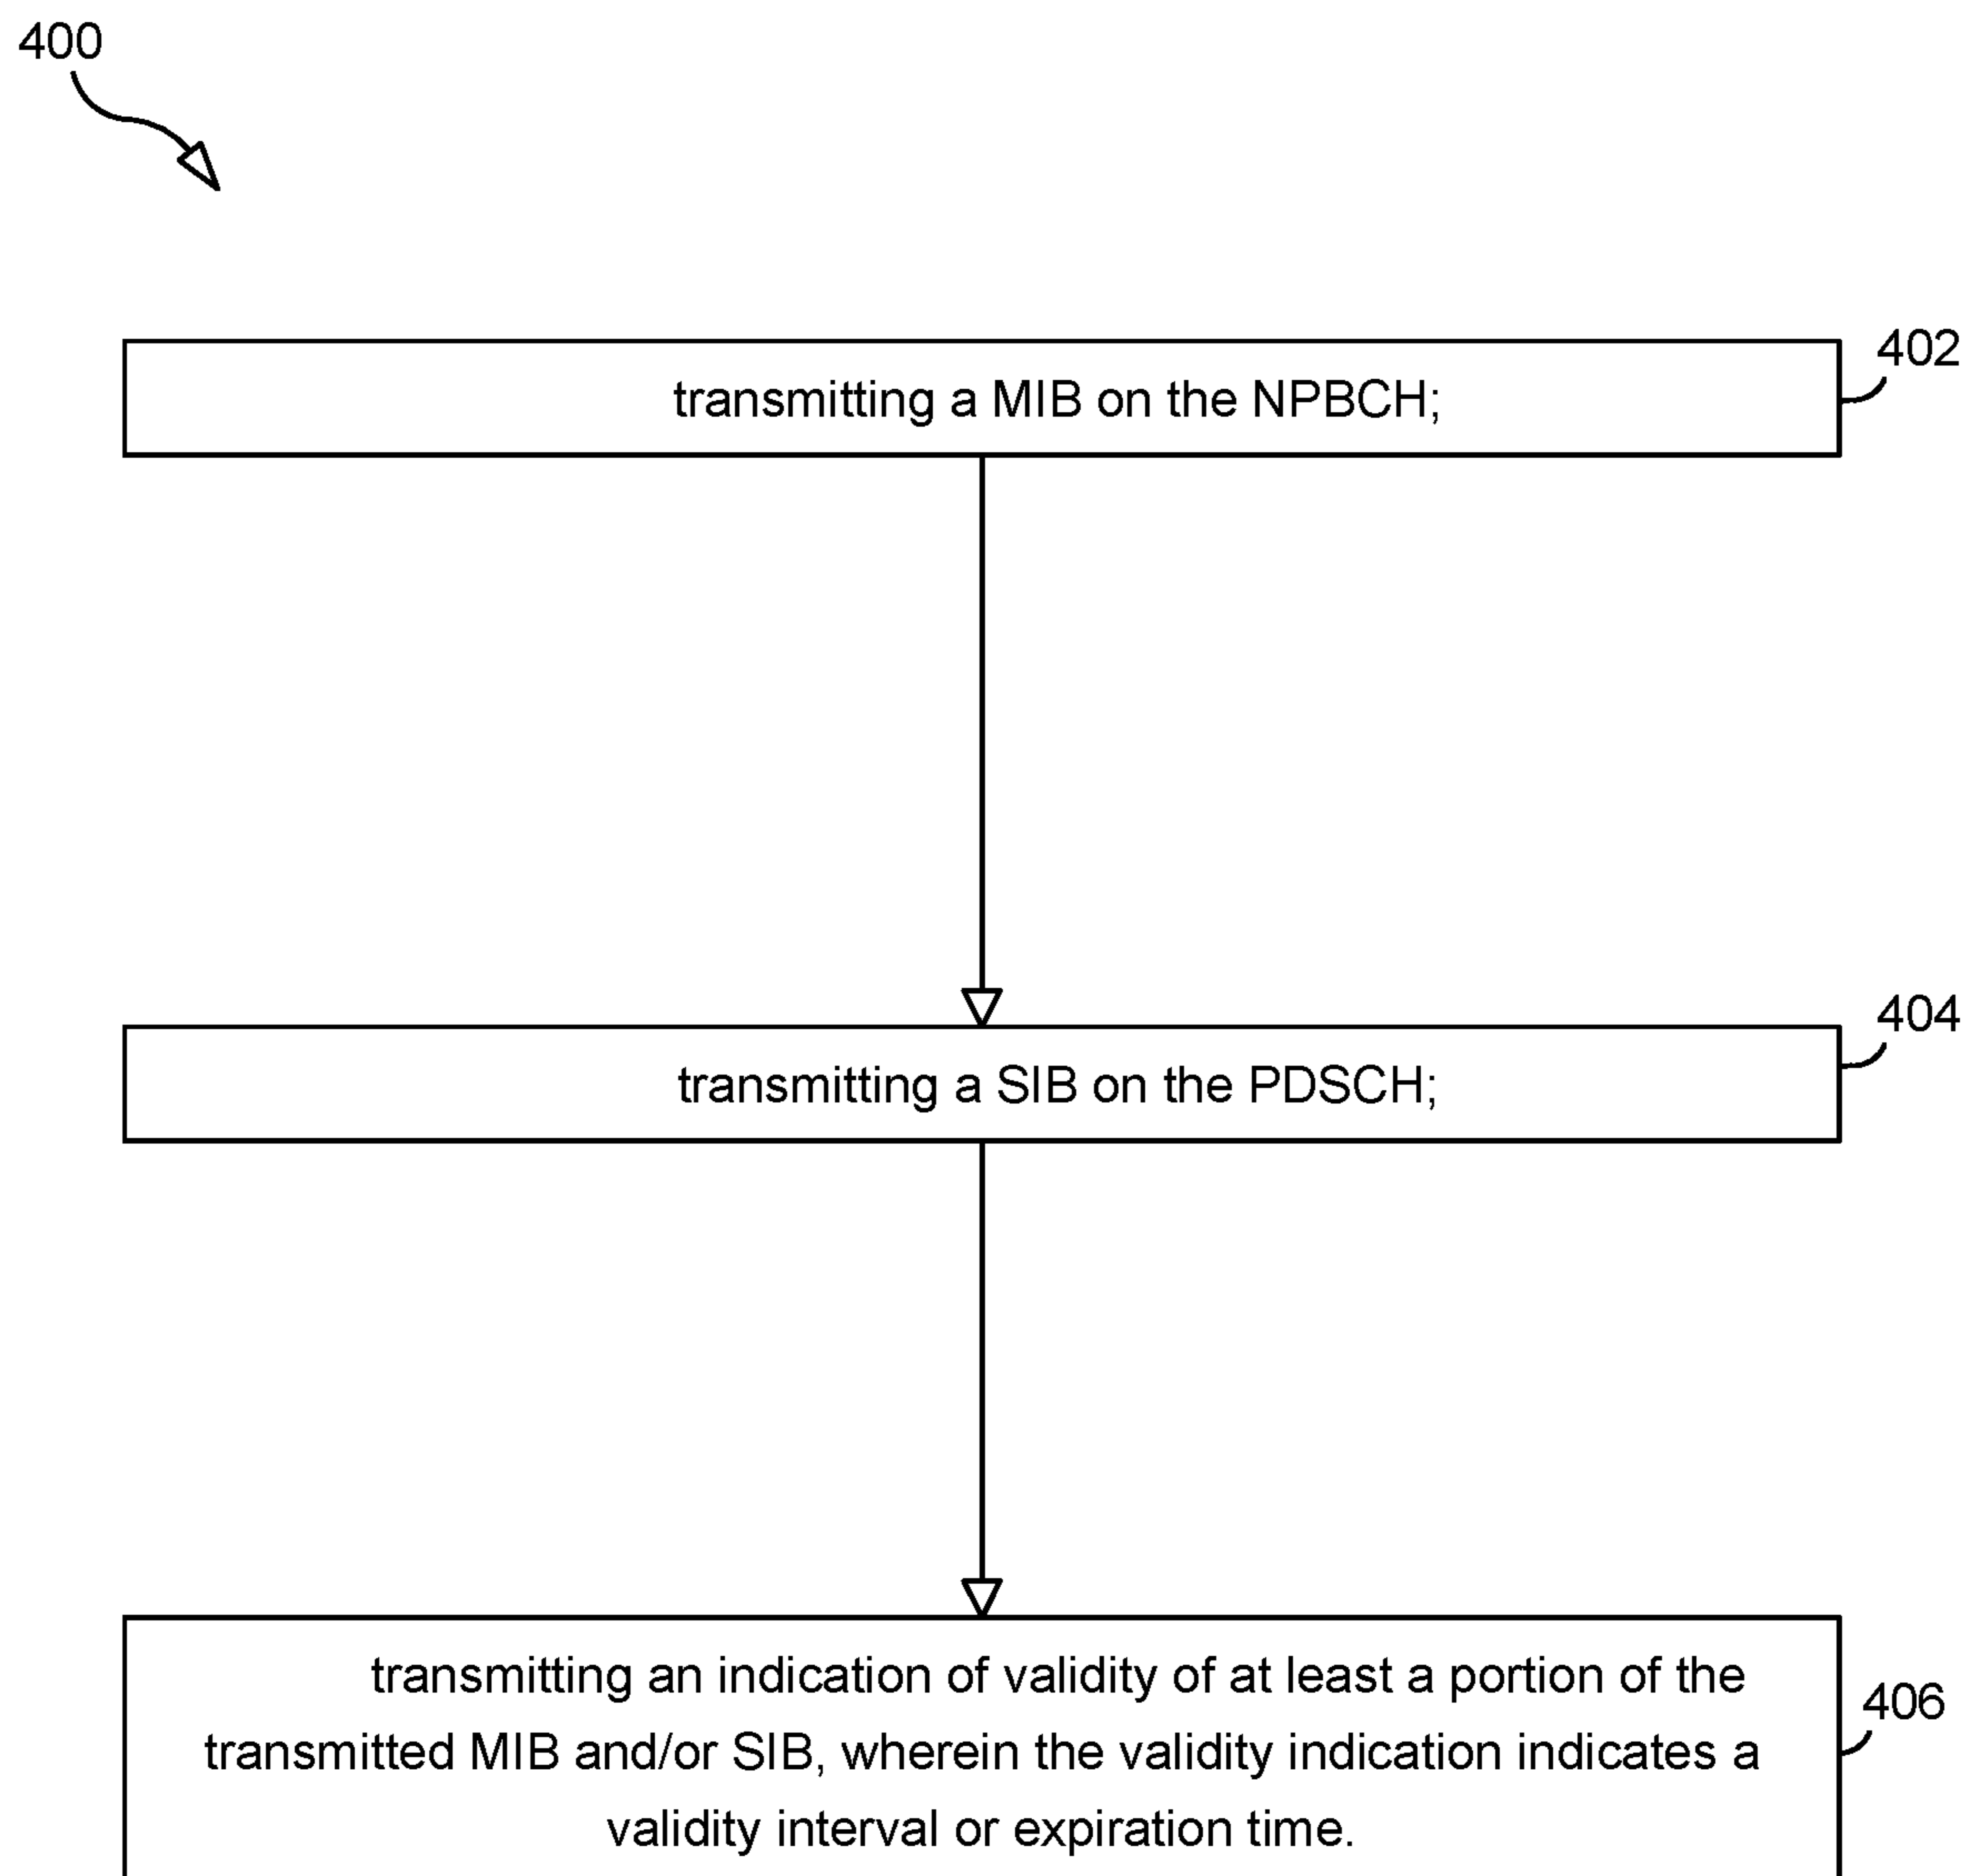 400
402
transmitting a MIB on the NPBCH;
404
transmitting a SIB on the PDSCH;
transmitting an indication of validity of at least a portion of the
406
transmitted MIB and/or SIB, wherein the validity indication indicates a
validity interval or expiration time.